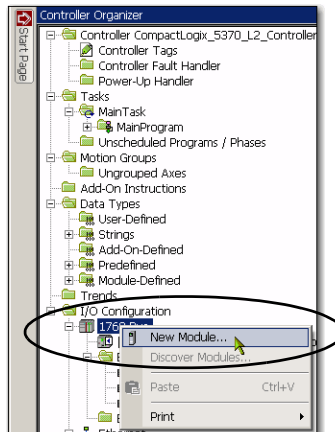 Controller Organizer
Start Page
Controller CompactLogix_5370_L2_Controller
Controller Tags
Controller Fault Handler
Power-Up Handler
Tasks
MainTask
MainProgram
Unscheduled Programs / Phases
Motion Groups
Ungrouped Axes
Add-On Instructions
Data Types
User-Defined
Strings
Add-On-Defined
Predefined
Module-Defined
Trends
I/O Configuration
1769 Bus
New Module...
Discover Modules...
Paste Ctrl+V
Print